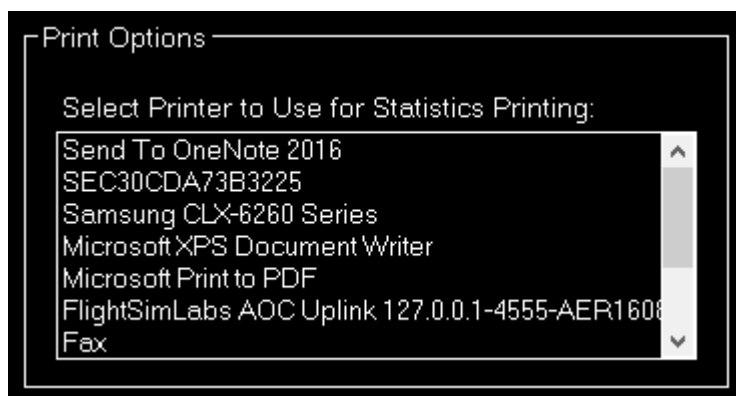 Print Options
Select Printer to Use for Statistics Printing:
Send To OneNote 2016
SEC30CDA73B3225
Samsung CLX-6260 Series
Microsoft XPS Document Writer
Microsoft Print to PDF
FlightSimLabs AOC Uplink 127.0.0.1-4555-AER1608
Fax